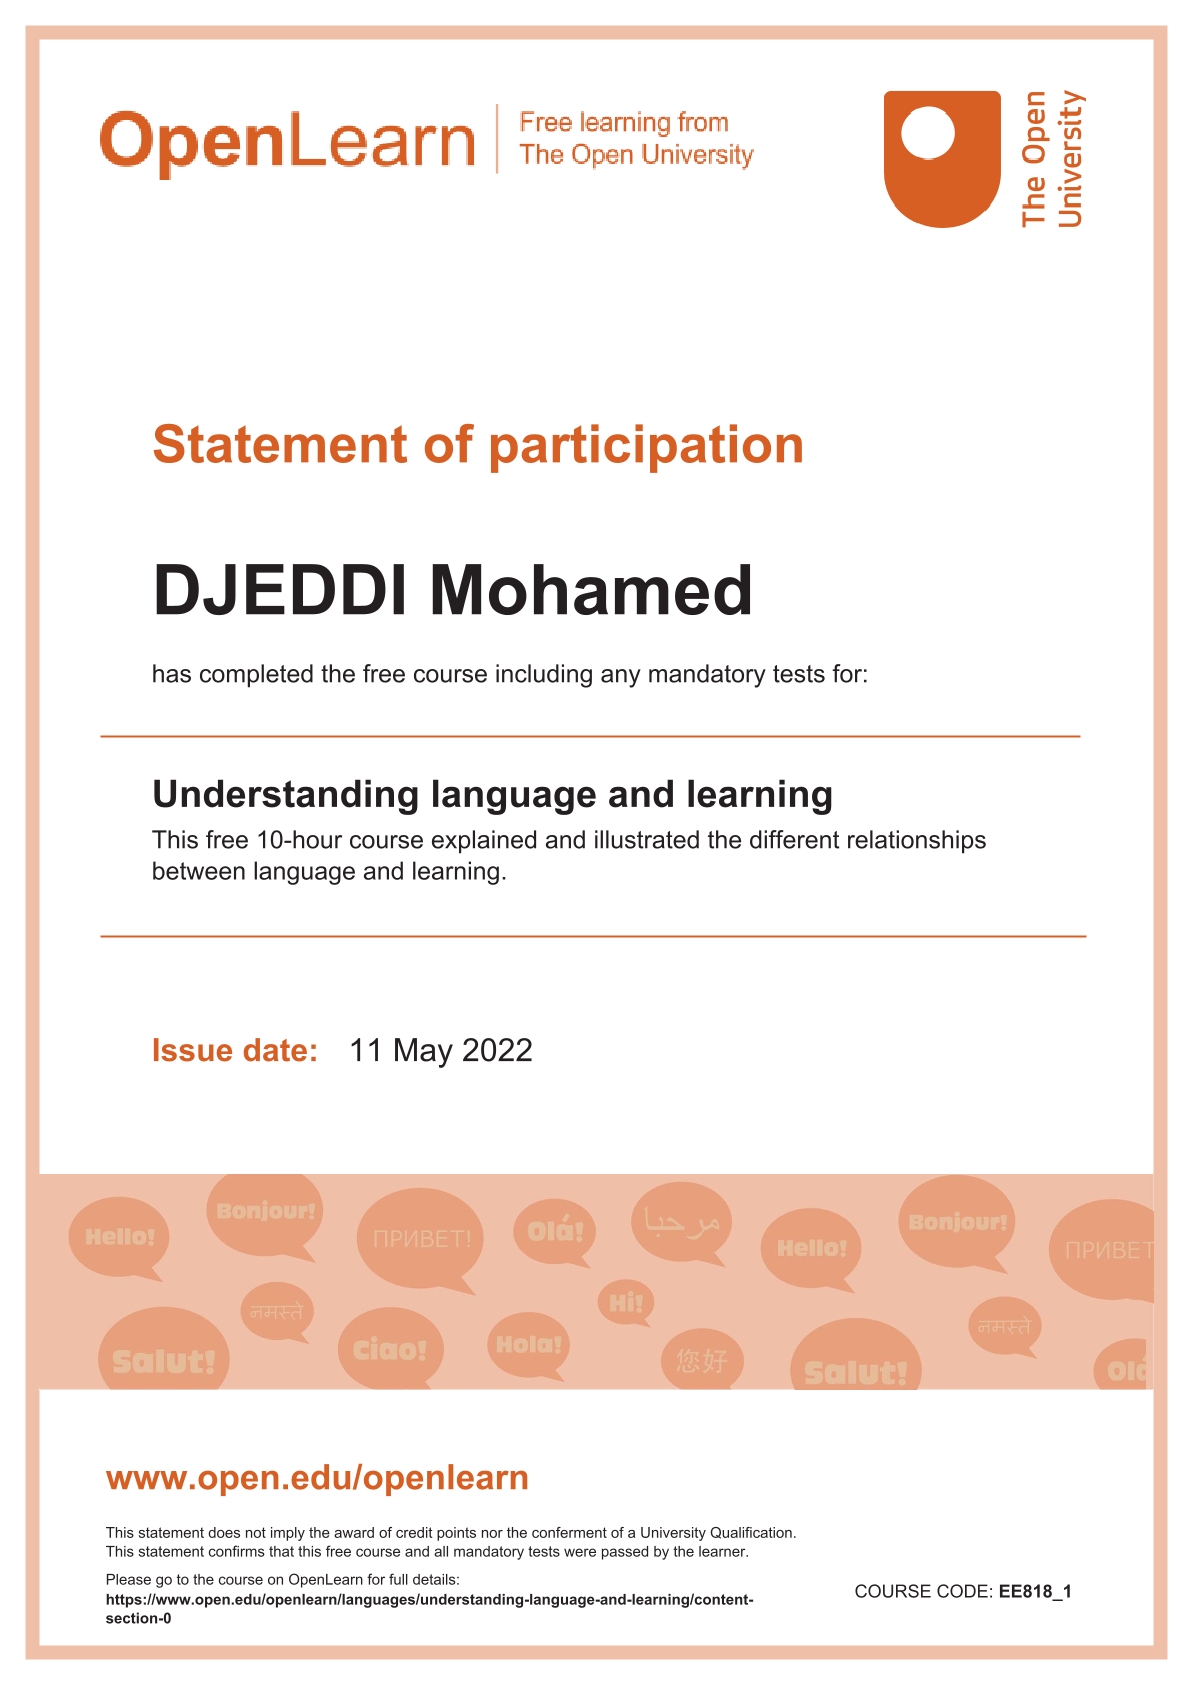 OpenLearn
Free learning from
The Open University
The Open
University
Statement of participation
DJEDDI Mohamed
has completed the free course including any mandatory tests for:
Understanding language and learning
This free 10-hour course explained and illustrated the different relationships
between language and learning.
Issue date: 11 May 2022
Hello!
Bonjour!
ПРИВЕТ!
Olá!
مرحبا
Hello!
Bonjour!
ПРИВЕТ
नमस्ते
Hi!
नमस्ते
Salut!
Ciao!
Hola!
您好
Salut!
Olá
www.open.edu/openlearn
This statement does not imply the award of credit points nor the conferment of a University Qualification.
This statement confirms that this free course and all mandatory tests were passed by the learner.
Please go to the course on OpenLearn for full details:
https://www.open.edu/openlearn/languages/understanding-language-and-learning/content-
section-0
COURSE CODE: EE818_1